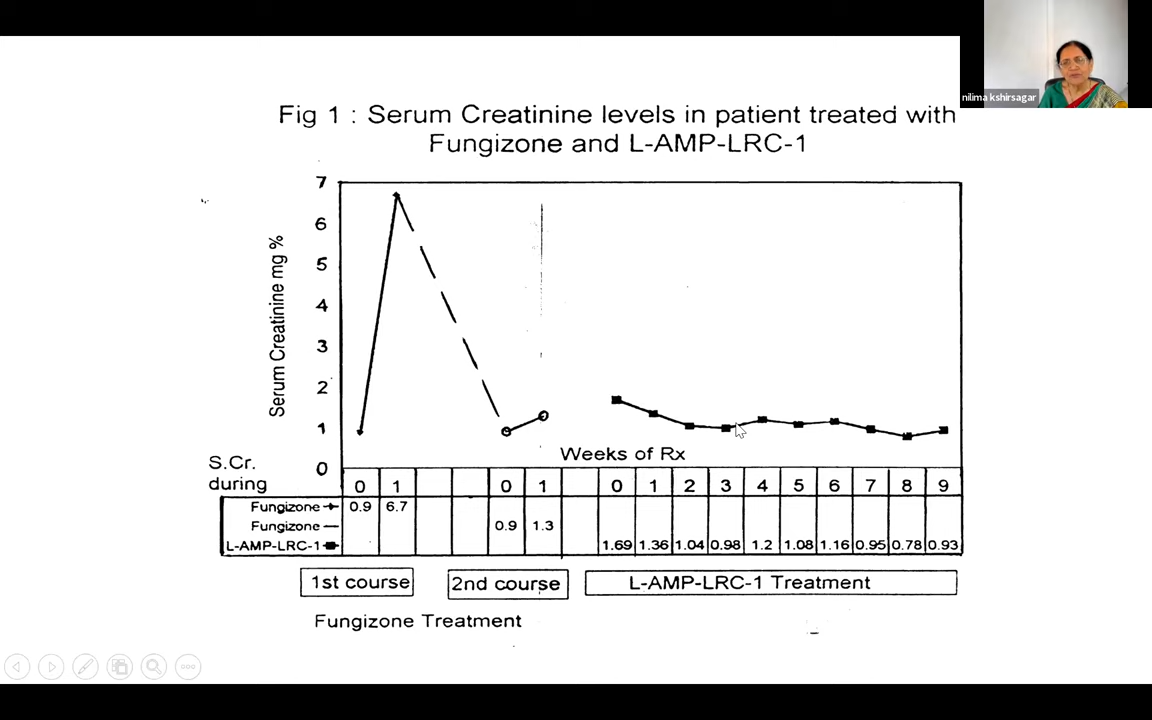 nilima kshirsagar
Fig 1 : Serum Creatinine levels in patient treated with
Fungizone and L-AMP-LRC-1
Serum Creatinine mg %
7
6
5
4
3
2
1
0
Weeks of Rx
S.Cr.
during
0 1 0 1 0 1 2 3 4 5 6 7 8 9
Fungizone 0.9 6.7
Fungizone 0.9 1.3
L-AMP-LRC-1 1.69 1.36 1.04 0.98 1.2 1.08 1.16 0.95 0.78 0.93
1st course 2nd course L-AMP-LRC-1 Treatment
Fungizone Treatment